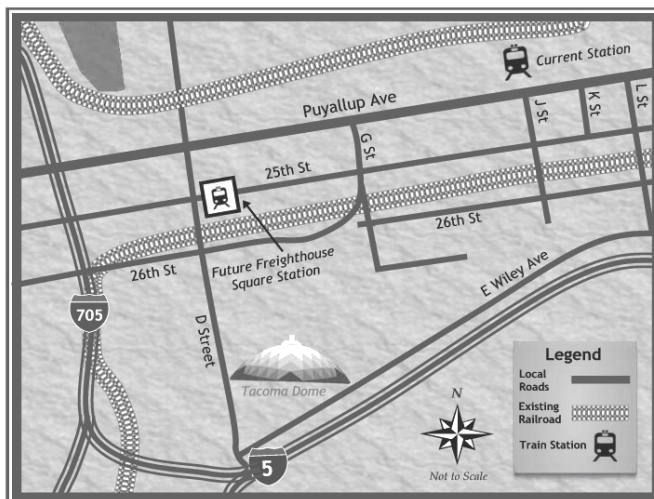 Current Station
Puyallup Ave
K St
L St
J St
G St
25th St
26th St
26th St
Future Freighthouse
Square Station
E Wiley Ave
705
D Street
Tacoma Dome
5
N
Not to Scale
Legend
Local
Roads
Existing
Railroad
Train Station